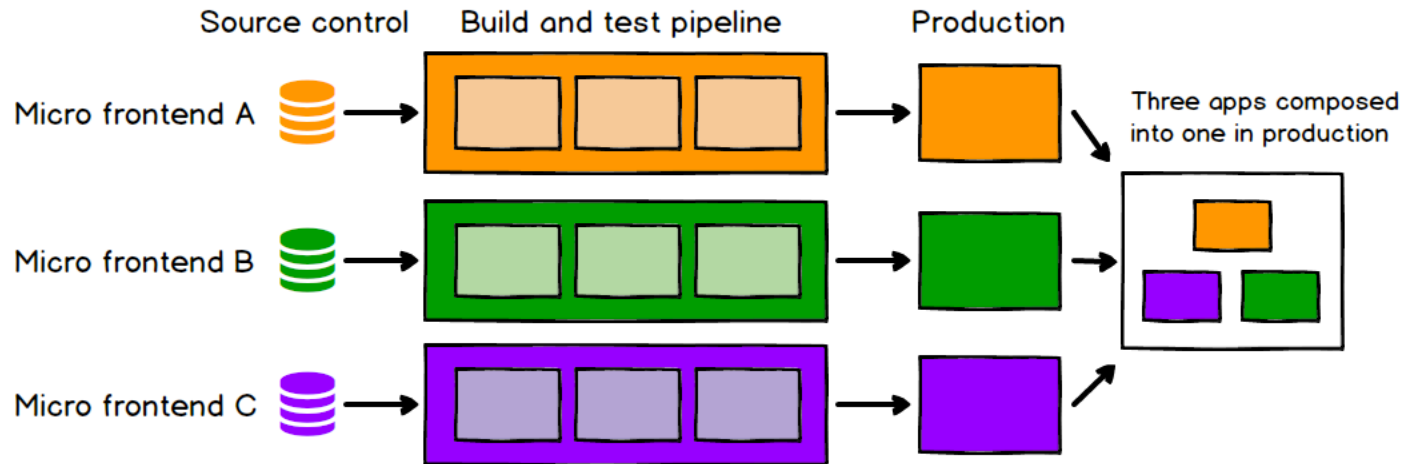 Source control
Build and test pipeline
Production
Micro frontend A
Three apps composed
into one in production
Micro frontend B
Micro frontend C